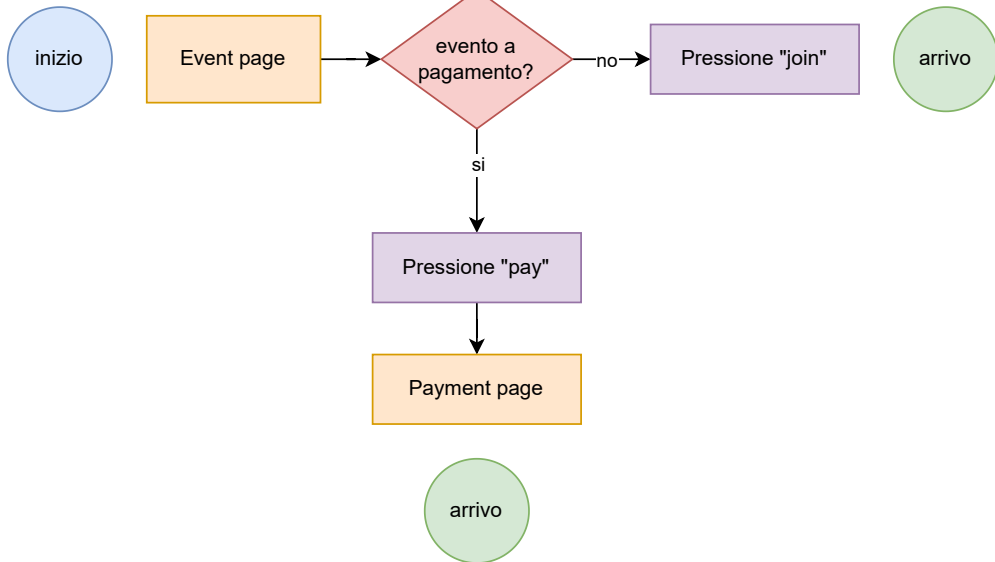 inizio
Event page
evento a
pagamento?
no
Pressione "join"
arrivo
si
Pressione "pay"
Payment page
arrivo